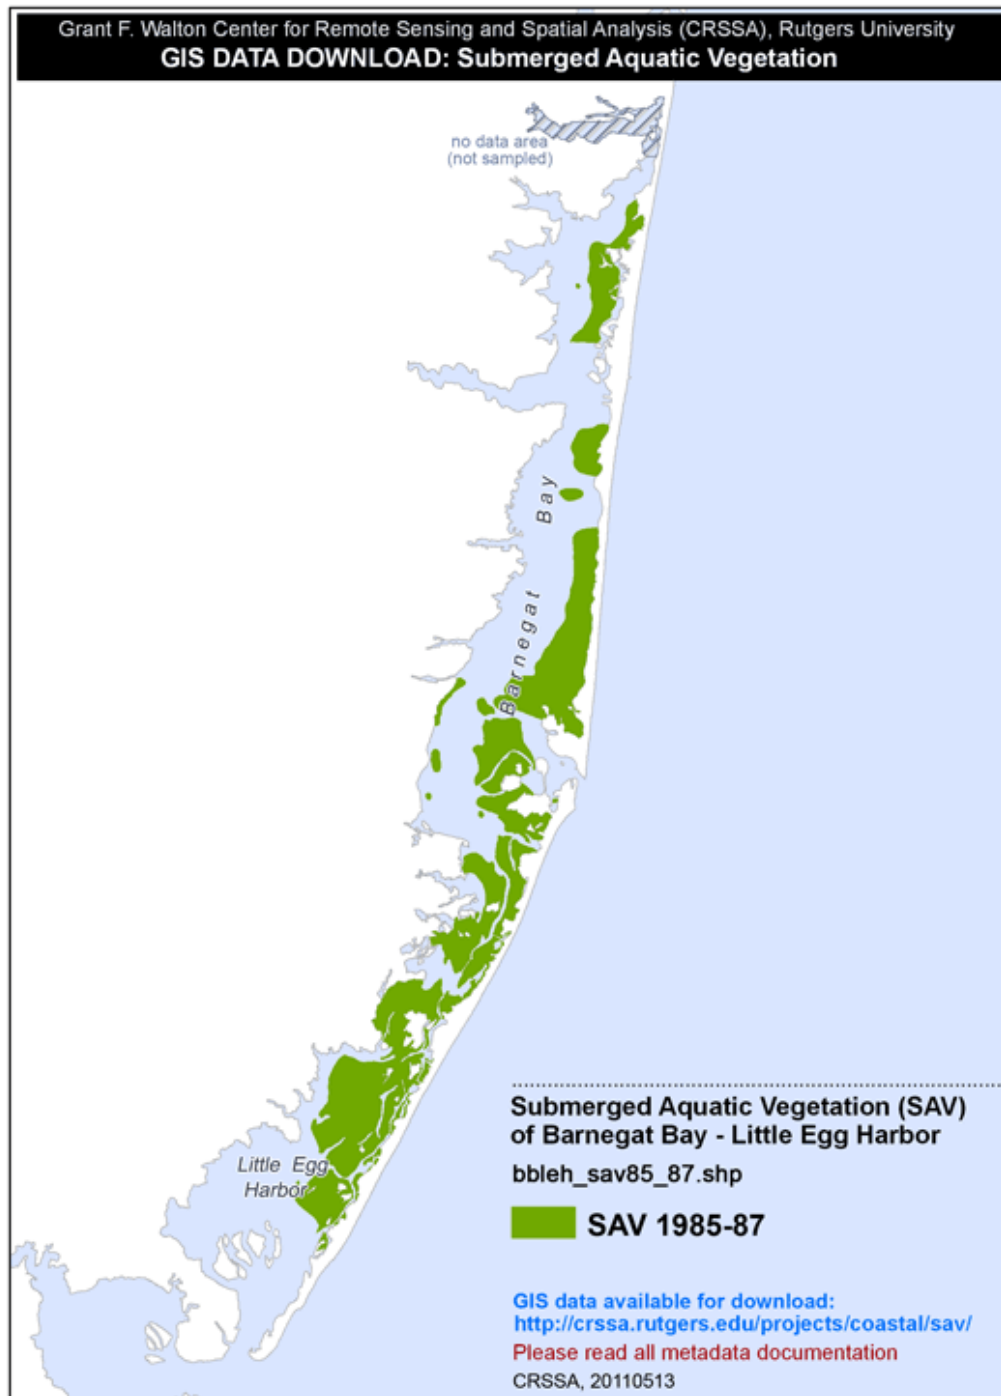 Grant F. Walton Center for Remote Sensing and Spatial Analysis (CRSSA), Rutgers University
GIS DATA DOWNLOAD: Submerged Aquatic Vegetation
no data area
(not sampled)
Barnegat Bay
Little Egg
Harbor
Submerged Aquatic Vegetation (SAV)
of Barnegat Bay - Little Egg Harbor
bbleh_sav85_87.shp
SAV 1985-87
GIS data available for download:
http://crssa.rutgers.edu/projects/coastal/sav/
Please read all metadata documentation
CRSSA, 20110513